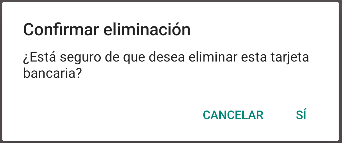 Confirmar eliminación
¿Está seguro de que desea eliminar esta tarjeta
bancaria?
CANCELAR SÍ